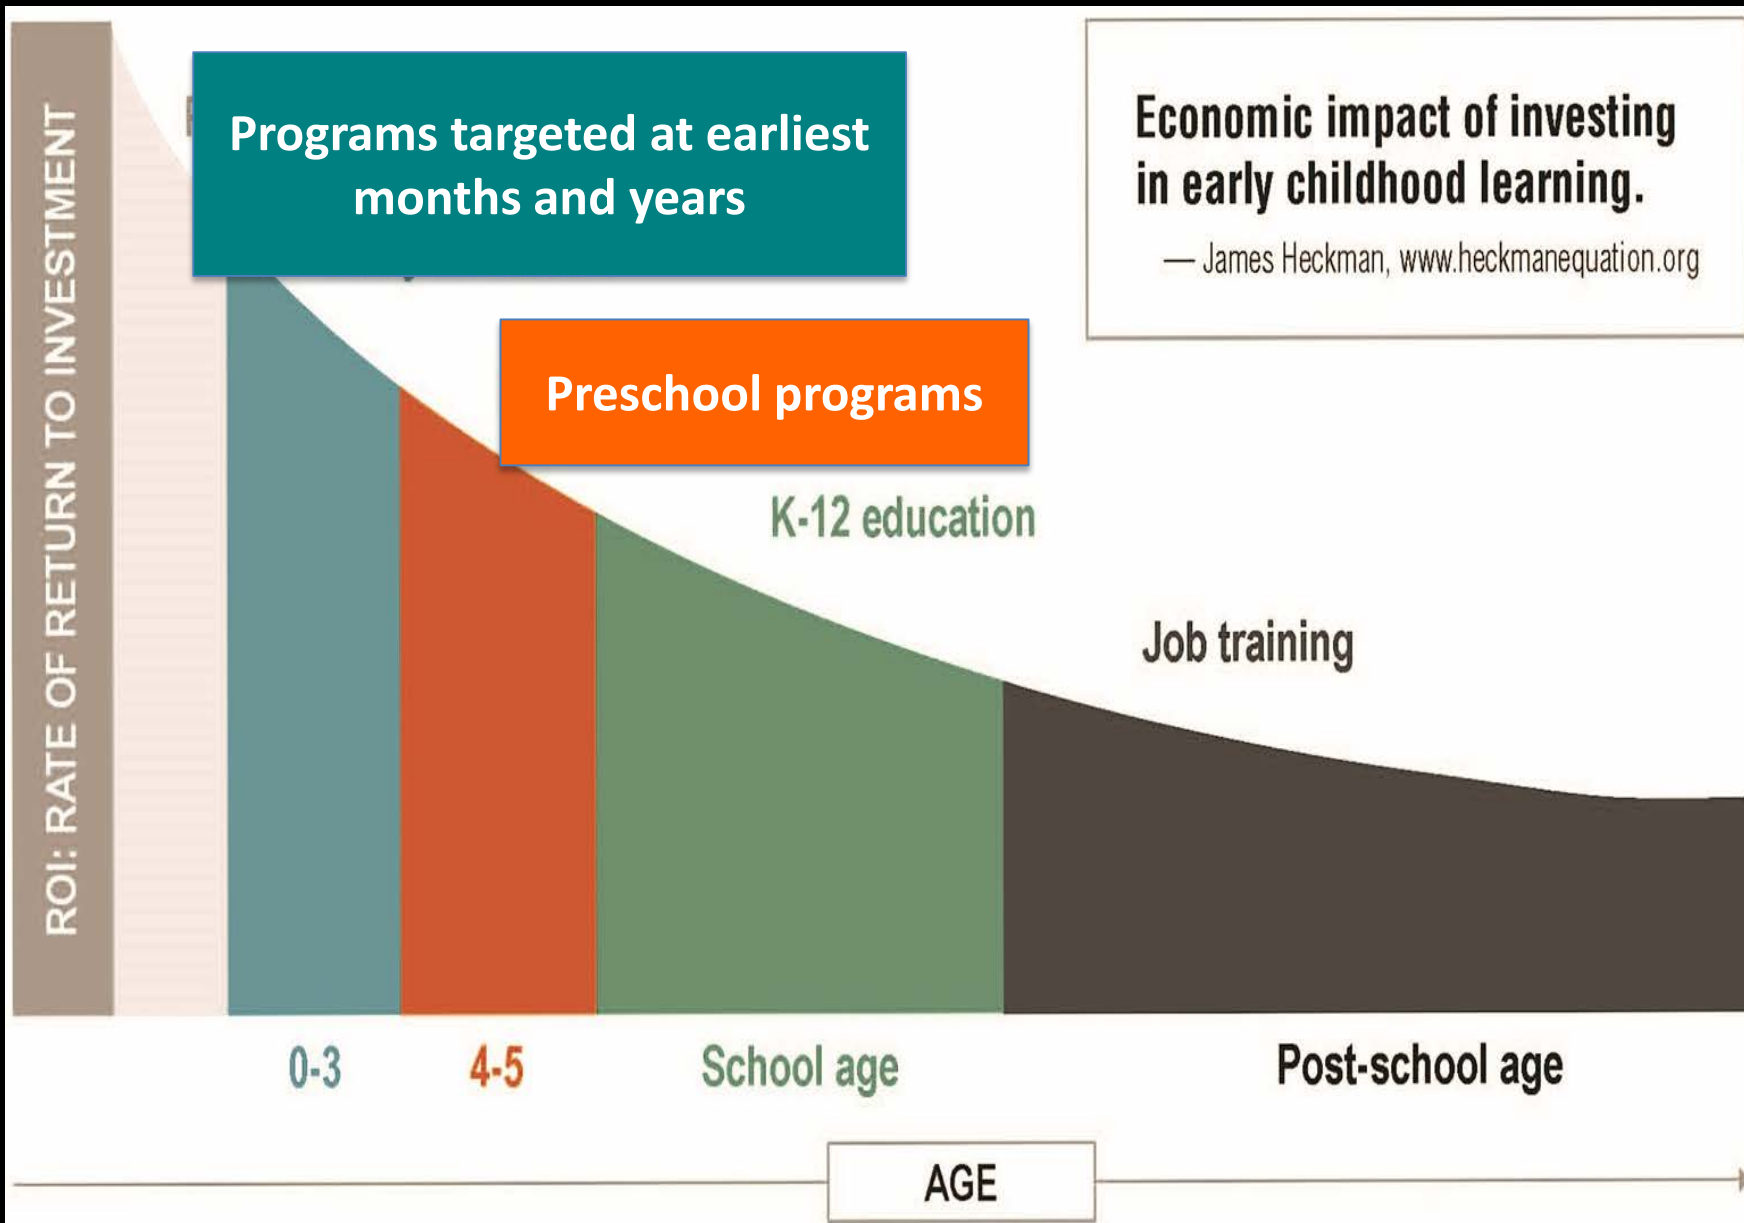 ROI: RATE OF RETURN TO INVESTMENT
Programs targeted at earliest
months and years
Economic impact of investing
in early childhood learning.
— James Heckman, www.heckmanequation.org
Preschool programs
K-12 education
Job training
0-3
4-5
School age
Post-school age
AGE